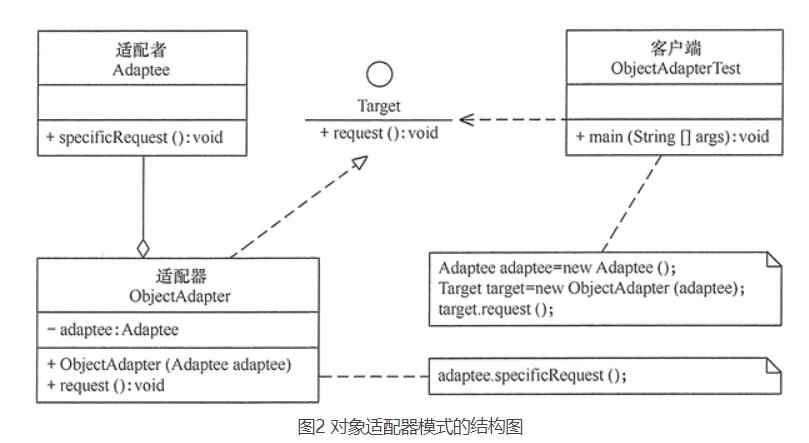 适配者
Adaptee
+ specificRequest ():void
Target
+ request ():void
客户端
ObjectAdapterTest
+ main (String [] args):void
适配器
ObjectAdapter
− adaptee:Adaptee
+ ObjectAdapter (Adaptee adaptee)
+ request ():void
Adaptee adaptee=new Adaptee ();
Target target=new ObjectAdapter (adaptee);
target.request ();
adaptee.specificRequest ();
图2 对象适配器模式的结构图